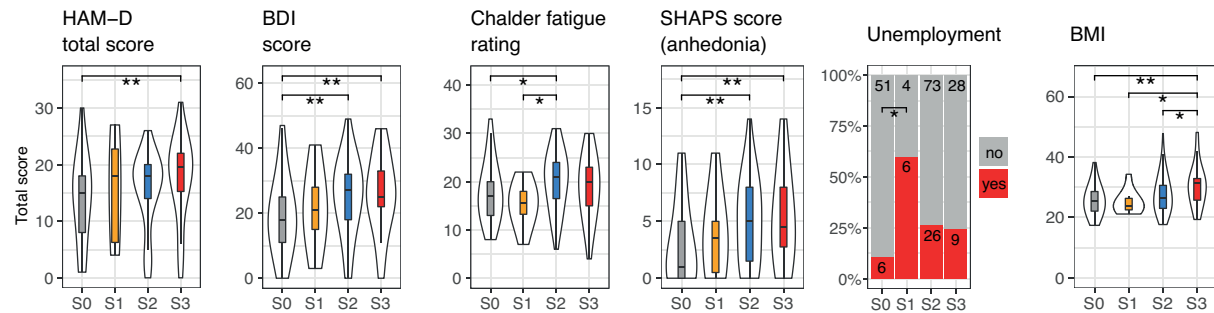 HAM−D
total score
BDI
score
Chalder fatigue
rating
SHAPS score
(anhedonia)
Unemployment
BMI
Total score
30
20
10
0
**
S0 S1 S2 S3
60
40
20
0
**
**
S0 S1 S2 S3
40
30
20
10
0
*
*
S0 S1 S2 S3
15
10
5
0
**
**
S0 S1 S2 S3
100%
75%
50%
25%
0%
51 4 73 28
*
6 6 26 9
S0 S1 S2 S3
no
yes
60
40
20
0
**
*
*
S0 S1 S2 S3